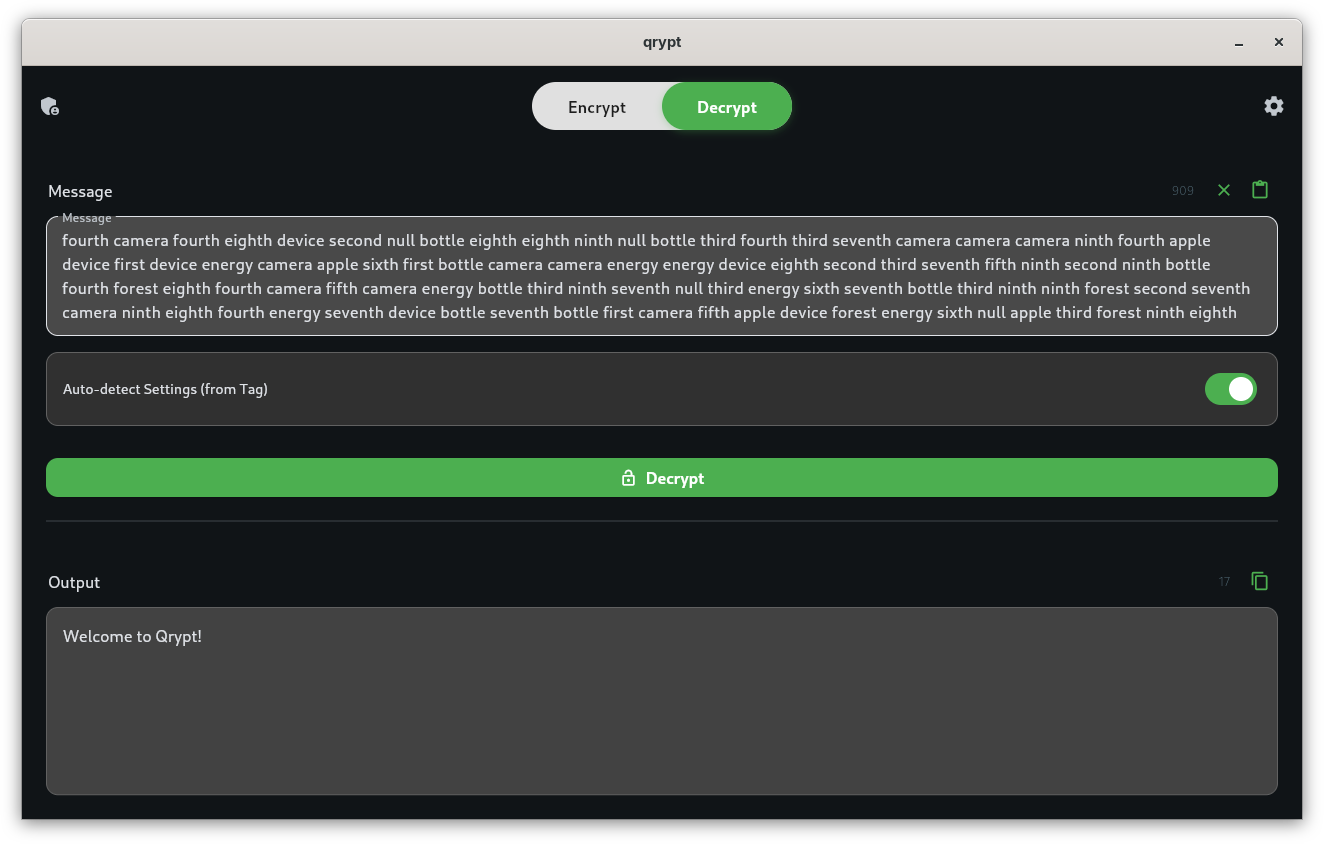 qrypt
Encrypt
Decrypt
Message
909
Message
fourth camera fourth eighth device second null bottle eighth eighth ninth null bottle third fourth third seventh camera camera camera ninth fourth apple
device first device energy camera apple sixth first bottle camera camera energy energy device eighth second third seventh fifth ninth second ninth bottle
fourth forest eighth fourth camera fifth camera energy bottle third ninth seventh null third energy sixth seventh bottle third ninth ninth forest second seventh
camera ninth eighth fourth energy seventh device bottle seventh bottle first camera fifth apple device forest energy sixth null apple third forest ninth eighth
Auto-detect Settings (from Tag)
Decrypt
Output
17
Welcome to Qrypt!